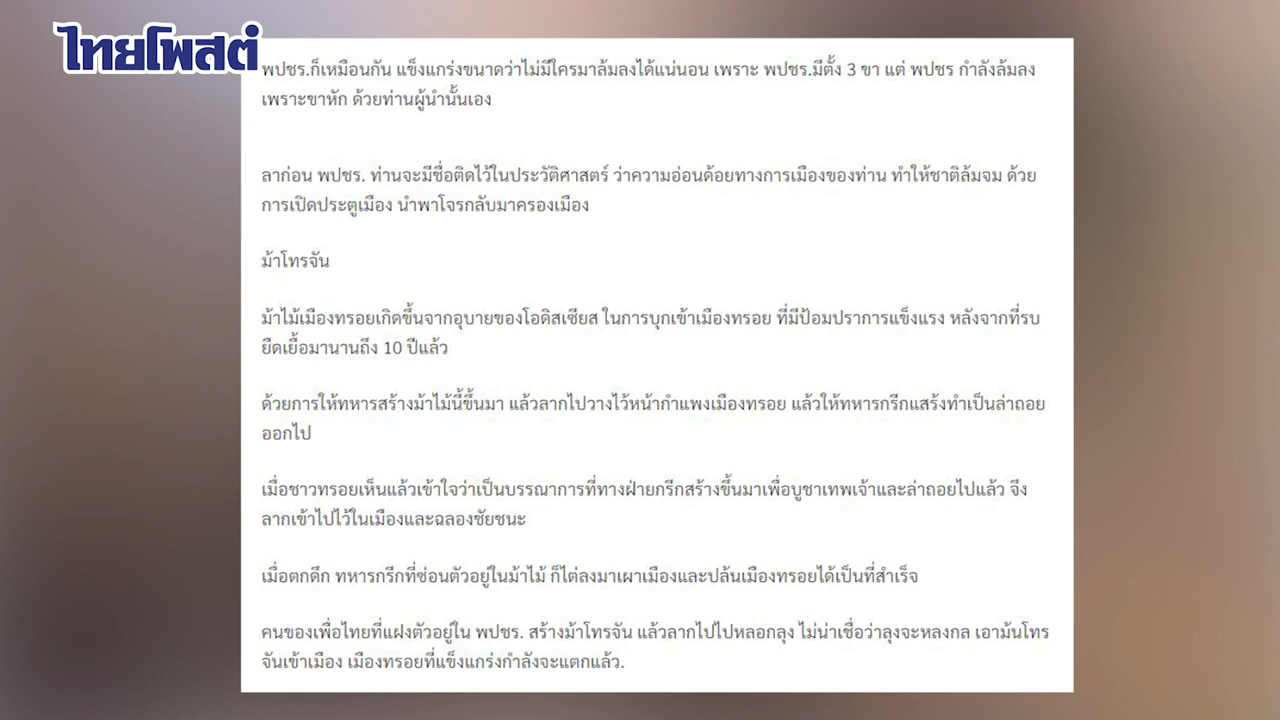 ไทยโพสต์
พปชร.ก็เหมือนกัน แข็งแกร่งขนาดว่าไม่มีใครมาล้มลงได้แน่นอน เพราะ พปชร.มีตั้ง 3 ขา แต่ พปชร กำลังล้มลง
เพราะขาหัก ด้วยท่านผู้นำนั้นเอง
ลาก่อน พปชร. ท่านจะมีชื่อติดไว้ในประวัติศาสตร์ ว่าความอ่อนด้อยทางการเมืองของท่าน ทำให้ชาติล้มจม ด้วย
การเปิดประตูเมือง นำพาโจรกลับมาครองเมือง
ม้าโทรจัน
ม้าไม้เมืองทรอยเกิดขึ้นจากอุบายของโอดิสเซียส ในการบุกเข้าเมืองทรอย ที่มีป้อมปราการแข็งแรง หลังจากที่รบ
ยืดเยื้อมานานถึง 10 ปีแล้ว
ด้วยการให้ทหารสร้างม้าไม้นี้ขึ้นมา แล้วลากไปวางไว้หน้ากำแพงเมืองทรอย แล้วให้ทหารกรีกแสร้งทำเป็นล่าถอย
ออกไป
เมื่อชาวทรอยเห็นแล้วเข้าใจว่าเป็นบรรณาการที่ทางฝ่ายกรีกสร้างขึ้นมาเพื่อบูชาเทพเจ้าและล่าถอยไปแล้ว จึง
ลากเข้าไปไว้ในเมืองและฉลองชัยชนะ
เมื่อตกดึก ทหารกรีกที่ซ่อนตัวอยู่ในม้าไม้ ก็ไต่ลงมาเผาเมืองและปล้นเมืองทรอยได้เป็นที่สำเร็จ
คนของเพื่อไทยที่แฝงตัวอยู่ใน พปชร. สร้างม้าโทรจัน แล้วลากไปไปหลอกลุง ไม่น่าเชื่อว่าลุงจะหลงกล เอาม้นโทร
จันเข้าเมือง เมืองทรอยที่แข็งแกร่งกำลังจะแตกแล้ว.